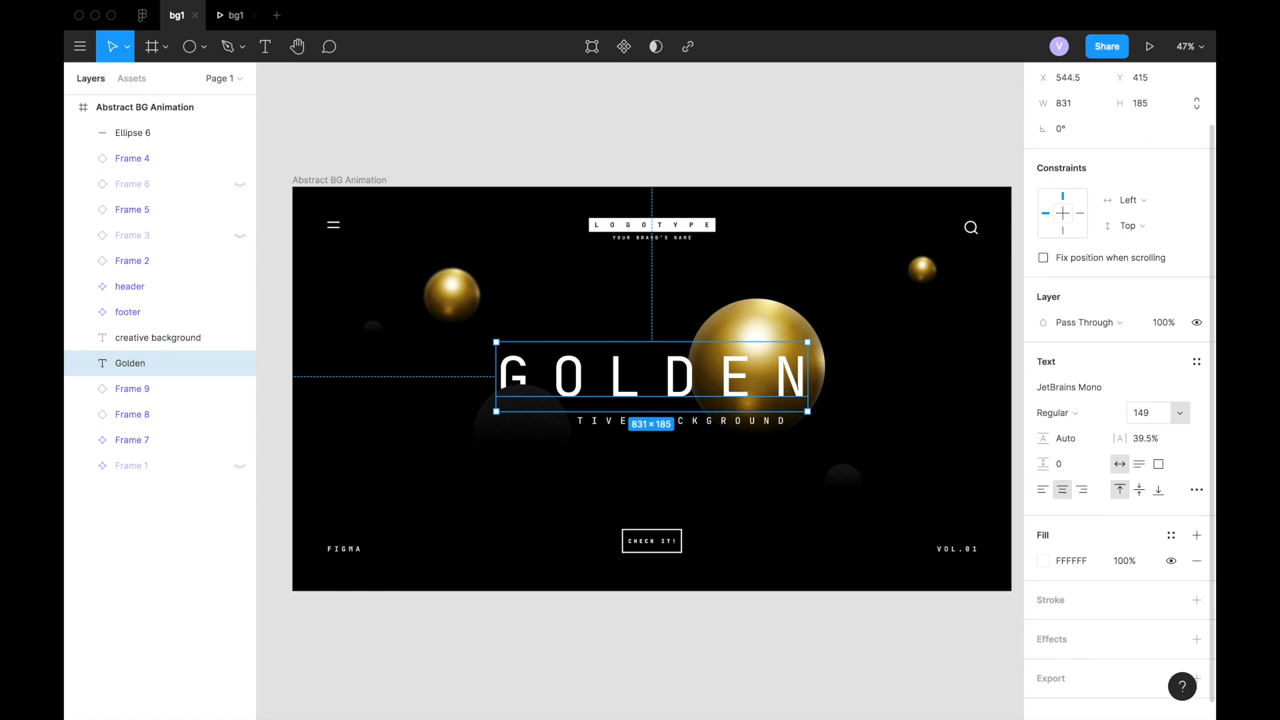 bg1
bg1
V
Share
47%
Layers
Assets
Page 1
Abstract BG Animation
Ellipse 6
Frame 4
Frame 6
Frame 5
Frame 3
Frame 2
header
footer
creative background
Golden
Frame 9
Frame 8
Frame 7
Frame 1
Abstract BG Animation
LOGOTYPE
YOUR BRAND'S NAME
GOLDEN
TIVE CKGROUND
831 × 185
CHECK IT!
FIGMA
VOL.01
X 544.5 Y 415
W 831 H 185
0°
Constraints
Left
Top
Fix position when scrolling
Layer
Pass Through 100%
Text
JetBrains Mono
Regular 149
A Auto |A| 39.5%
0
Fill
FFFFFF 100%
Stroke
Effects
Export
?